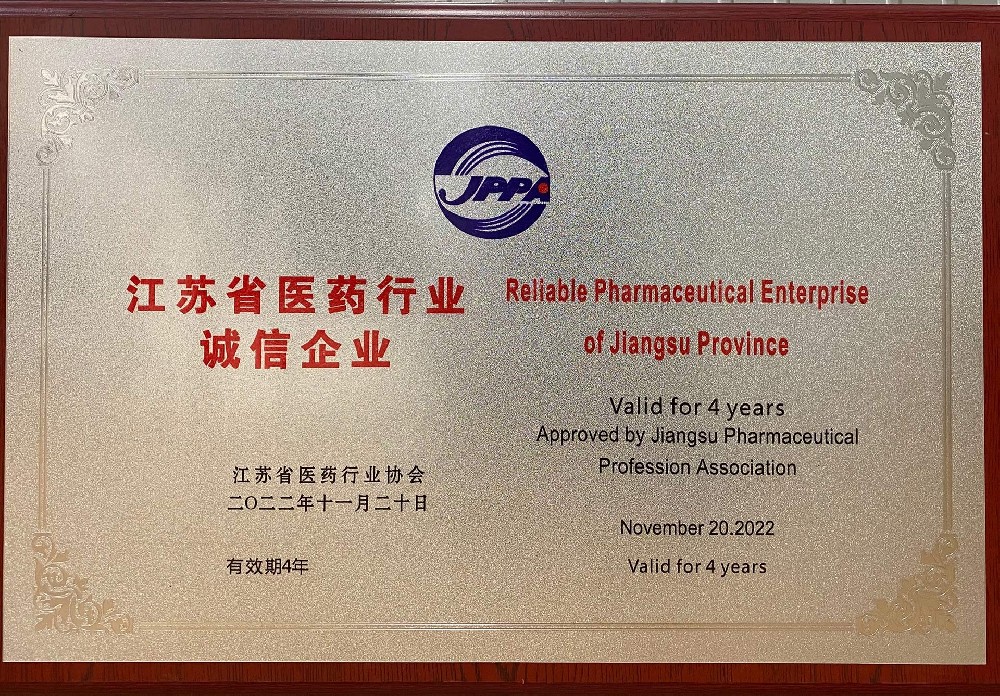 JPPA
江苏省医药行业
诚信企业
江苏省医药行业协会
二〇二二年十一月二十日
有效期4年
Reliable Pharmaceutical Enterprise
of Jiangsu Province
Valid for 4 years
Approved by Jiangsu Pharmaceutical
Profession Association
November 20.2022
Valid for 4 years